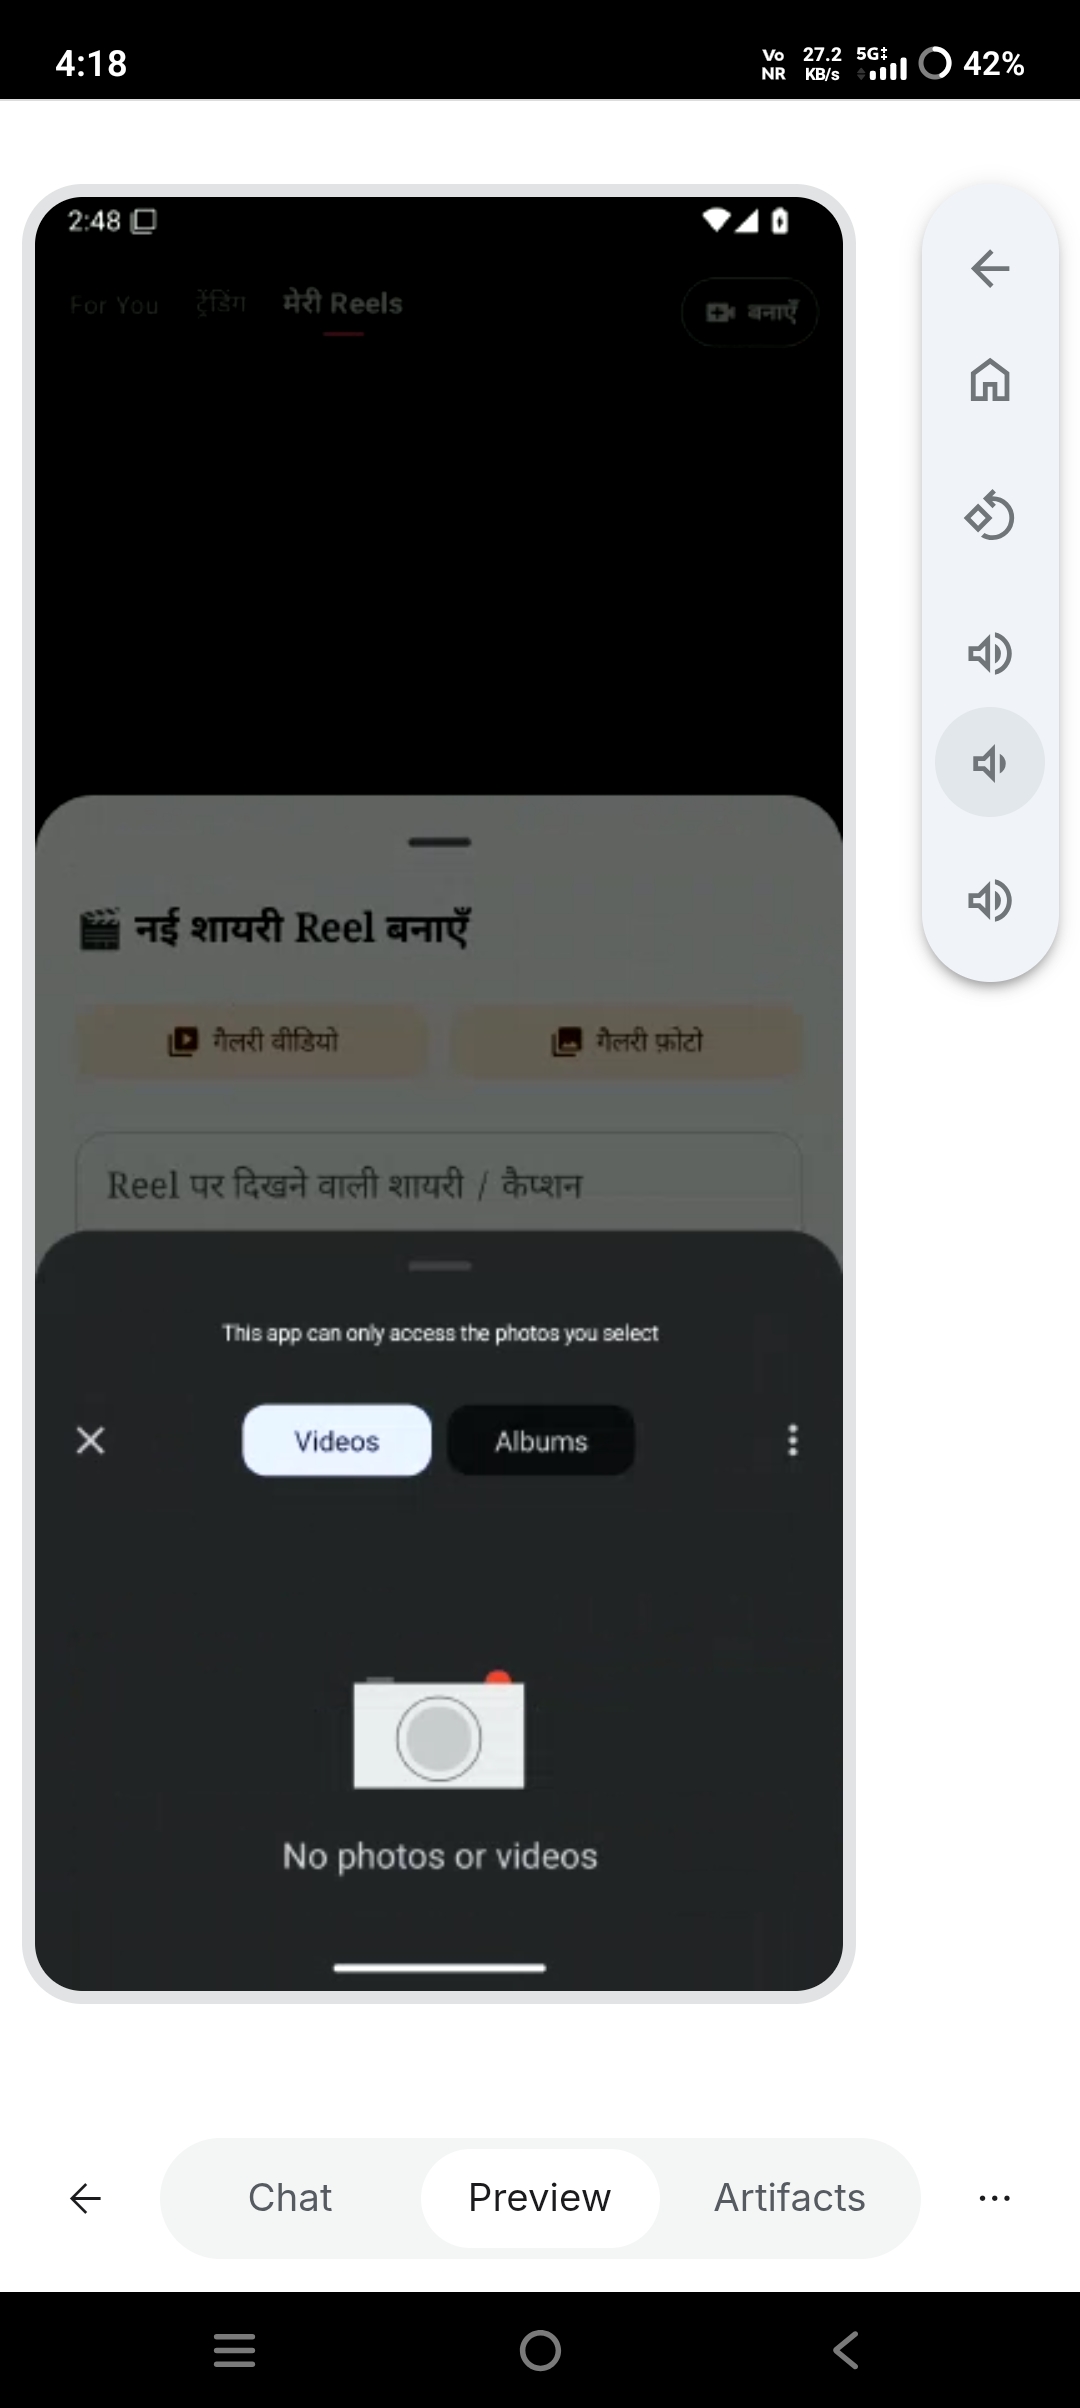 4:18
Vo NR 27.2 KB/s 5G 42%
2:48
For You ट्रेंडिंग मेरी Reels बनाएँ
🎬 नई शायरी Reel बनाएँ
गैलरी वीडियो गैलरी फ़ोटो
Reel पर दिखने वाली शायरी / कैप्शन
This app can only access the photos you select
Videos Albums
No photos or videos
Chat Preview Artifacts